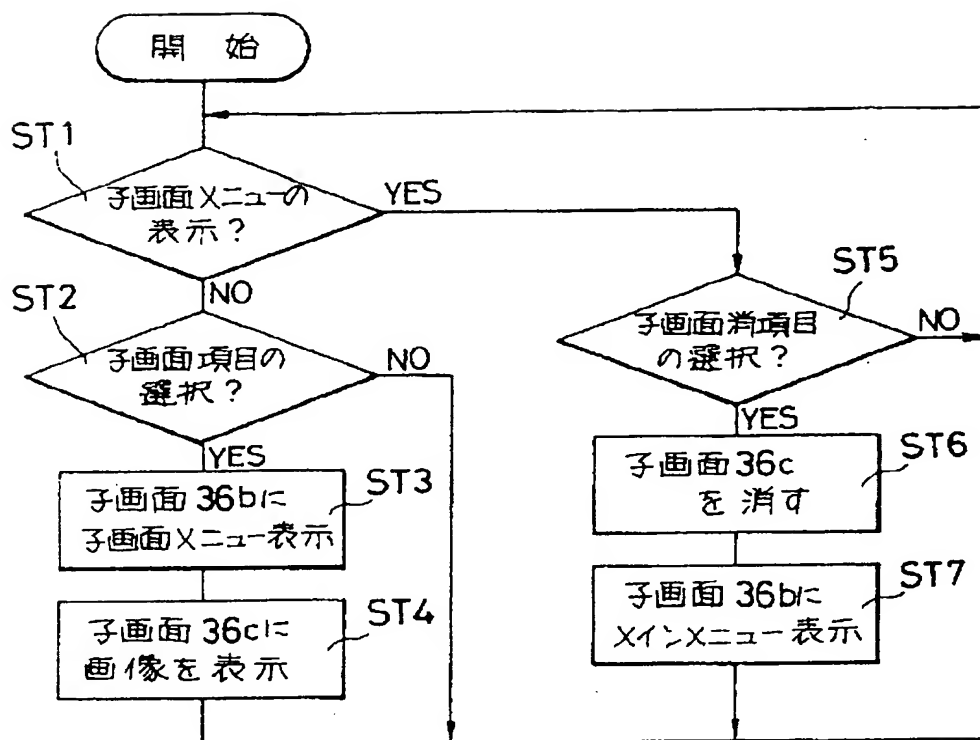 開始
ST1
子画面メニューの
表示?
YES
NO
ST2
子画面項目の
選択?
NO
YES
子画面36bに
子画面メニュー表示
ST3
子画面36cに
画像を表示
ST4
ST5
子画面消項目
の選択?
NO
YES
子画面36c
を消す
ST6
子画面36bに
メインメニュー表示
ST7